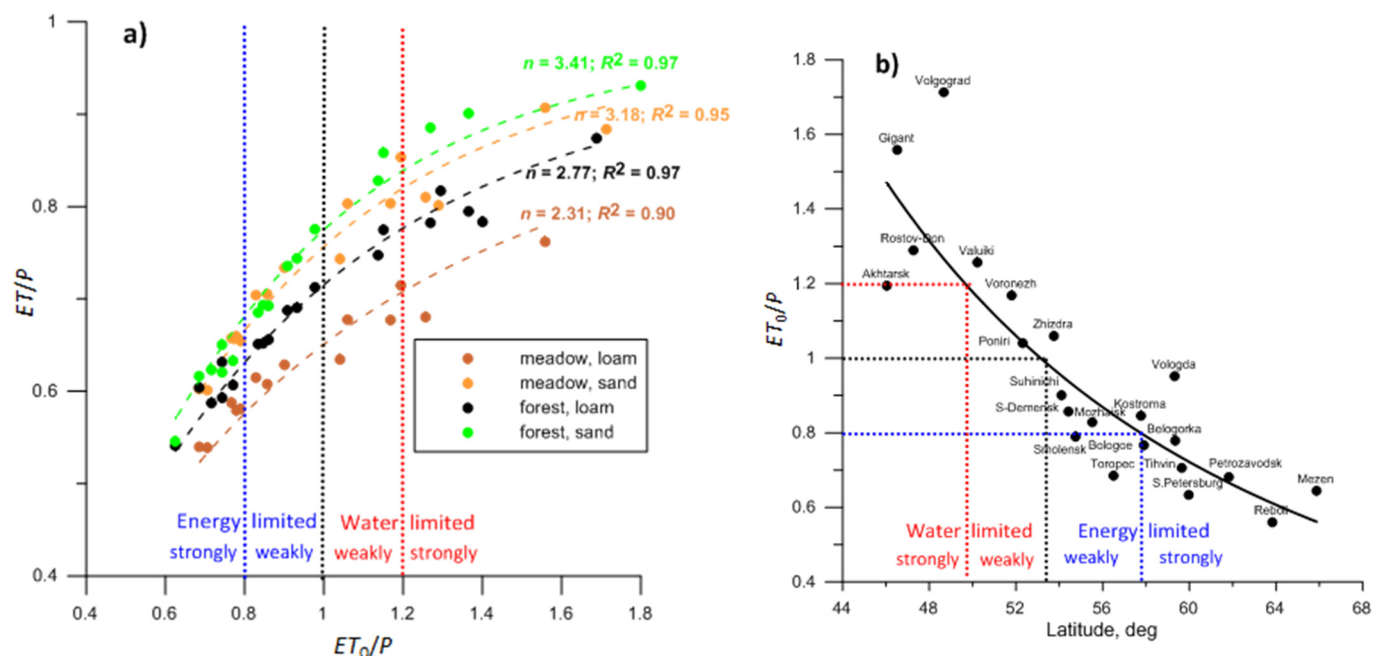 a)
n = 3.41; R2 = 0.97
n = 3.18; R2 = 0.95
n = 2.77; R2 = 0.97
n = 2.31; R2 = 0.90
1
0.8
0.6
0.4
ET/P
meadow, loam
meadow, sand
forest, loam
forest, sand
Energy limited
strongly weakly
Water limited
weakly strongly
0.4 0.6 0.8 1 1.2 1.4 1.6 1.8
ET0/P
b)
1.8
1.6
1.4
1.2
1
0.8
0.6
0.4
ET0/P
Volgograd
Gigant
Rostov-Don
Valuiki
Akhtarsk
Voronezh
Zhizdra
Poniri
Vologda
Suhinichi
S-Demensk
Mozhaisk
Kostroma
Smolensk
Bologoe
Belogorka
Toropec
Tihvin
Petrozavodsk
S.Petersburg
Mezen
Reboli
Water limited
strongly weakly
Energy limited
weakly strongly
44 48 52 56 60 64 68
Latitude, deg